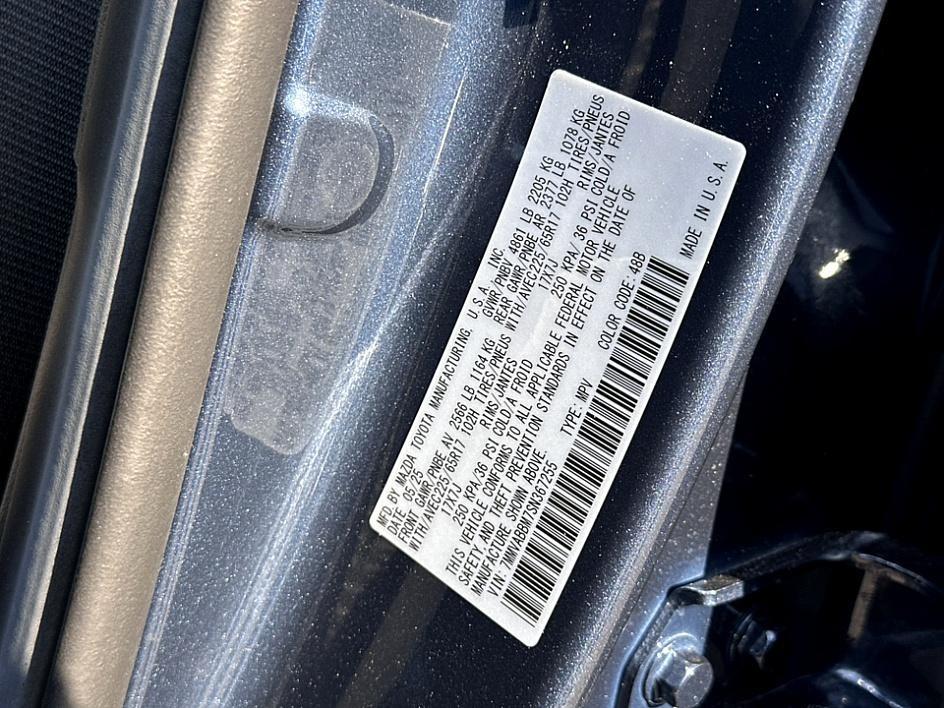 MFD BY MAZDA TOYOTA MANUFACTURING, U.S.A., INC.
DATE 05/25 GVWR/PNBV 4861 LB 2205 KG
FRONT GAWR/PNBE AV 2566 LB 1164 KG REAR GAWR/PNBE AR 2377 LB 1078 KG
WITH/AVEC225/65R17 102H TIRES/PNEUS WITH/AVEC225/65R17 102H TIRES/PNEUS
17X7J RIMS/JANTES 17X7J RIMS/JANTES
250 KPA/36 PSI COLD/A FROID 250 KPA/ 36 PSI COLD/A FROID
THIS VEHICLE CONFORMS TO ALL APPLICABLE FEDERAL MOTOR VEHICLE
SAFETY, AND THEFT PREVENTION STANDARDS IN EFFECT ON THE DATE OF
MANUFACTURE SHOWN ABOVE.
VIN: TYPE: MPV COLOR CODE: 48B
MADE IN U.S.A.